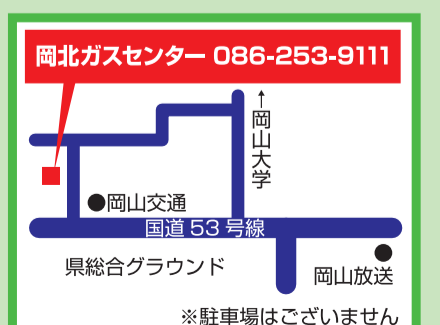 岡北ガスセンター 086-253-9111
↑岡山大学
●岡山交通
国道 53 号線
県総合グラウンド
岡山放送
※駐車場はございません